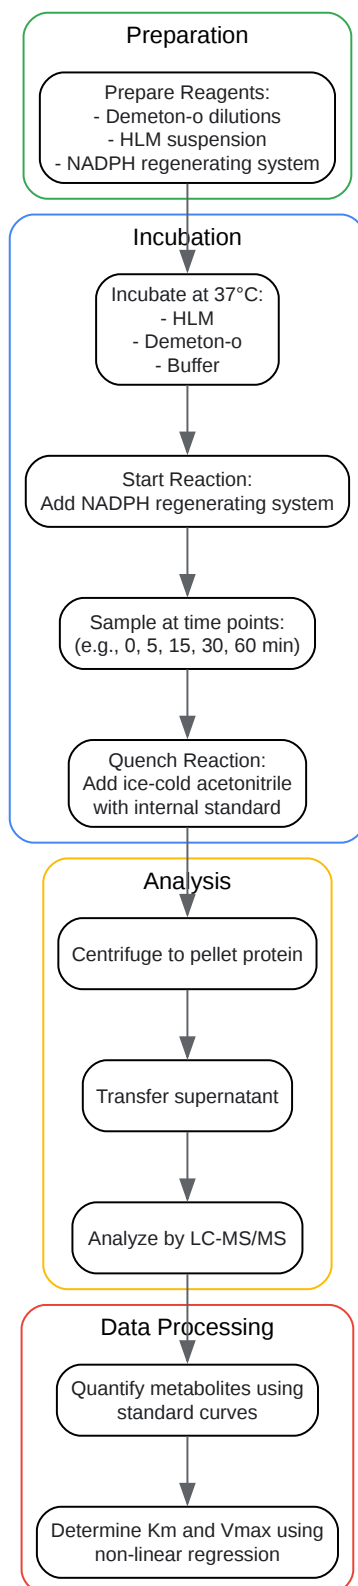 Preparation
Prepare Reagents:
- Demeton-o dilutions
- HLM suspension
- NADPH regenerating system
Incubation
Incubate at 37°C:
- HLM
- Demeton-o
- Buffer
Start Reaction:
Add NADPH regenerating system
Sample at time points:
(e.g., 0, 5, 15, 30, 60 min)
Quench Reaction:
Add ice-cold acetonitrile
with internal standard
Analysis
Centrifuge to pellet protein
Transfer supernatant
Analyze by LC-MS/MS
Data Processing
Quantify metabolites using
standard curves
Determine Km and Vmax using
non-linear regression